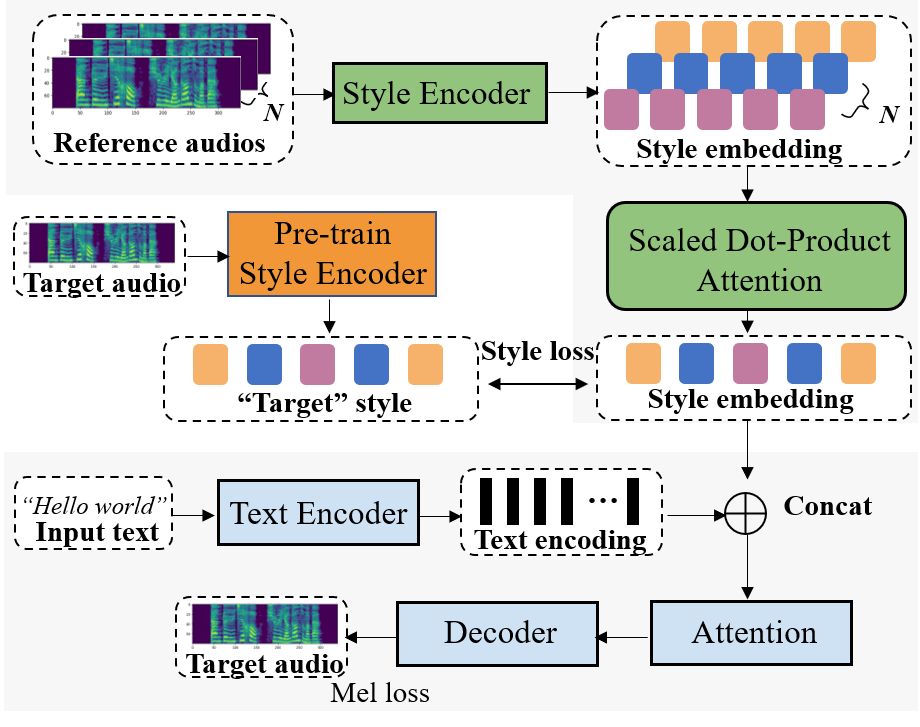 Reference audios
N
Style Encoder
Style embedding
N
Target audio
Pre-train
Style Encoder
Scaled Dot-Product
Attention
"Target" style
Style loss
Style embedding
"Hello world"
Input text
Text Encoder
...
Text encoding
Concat
Target audio
Decoder
Attention
Mel loss